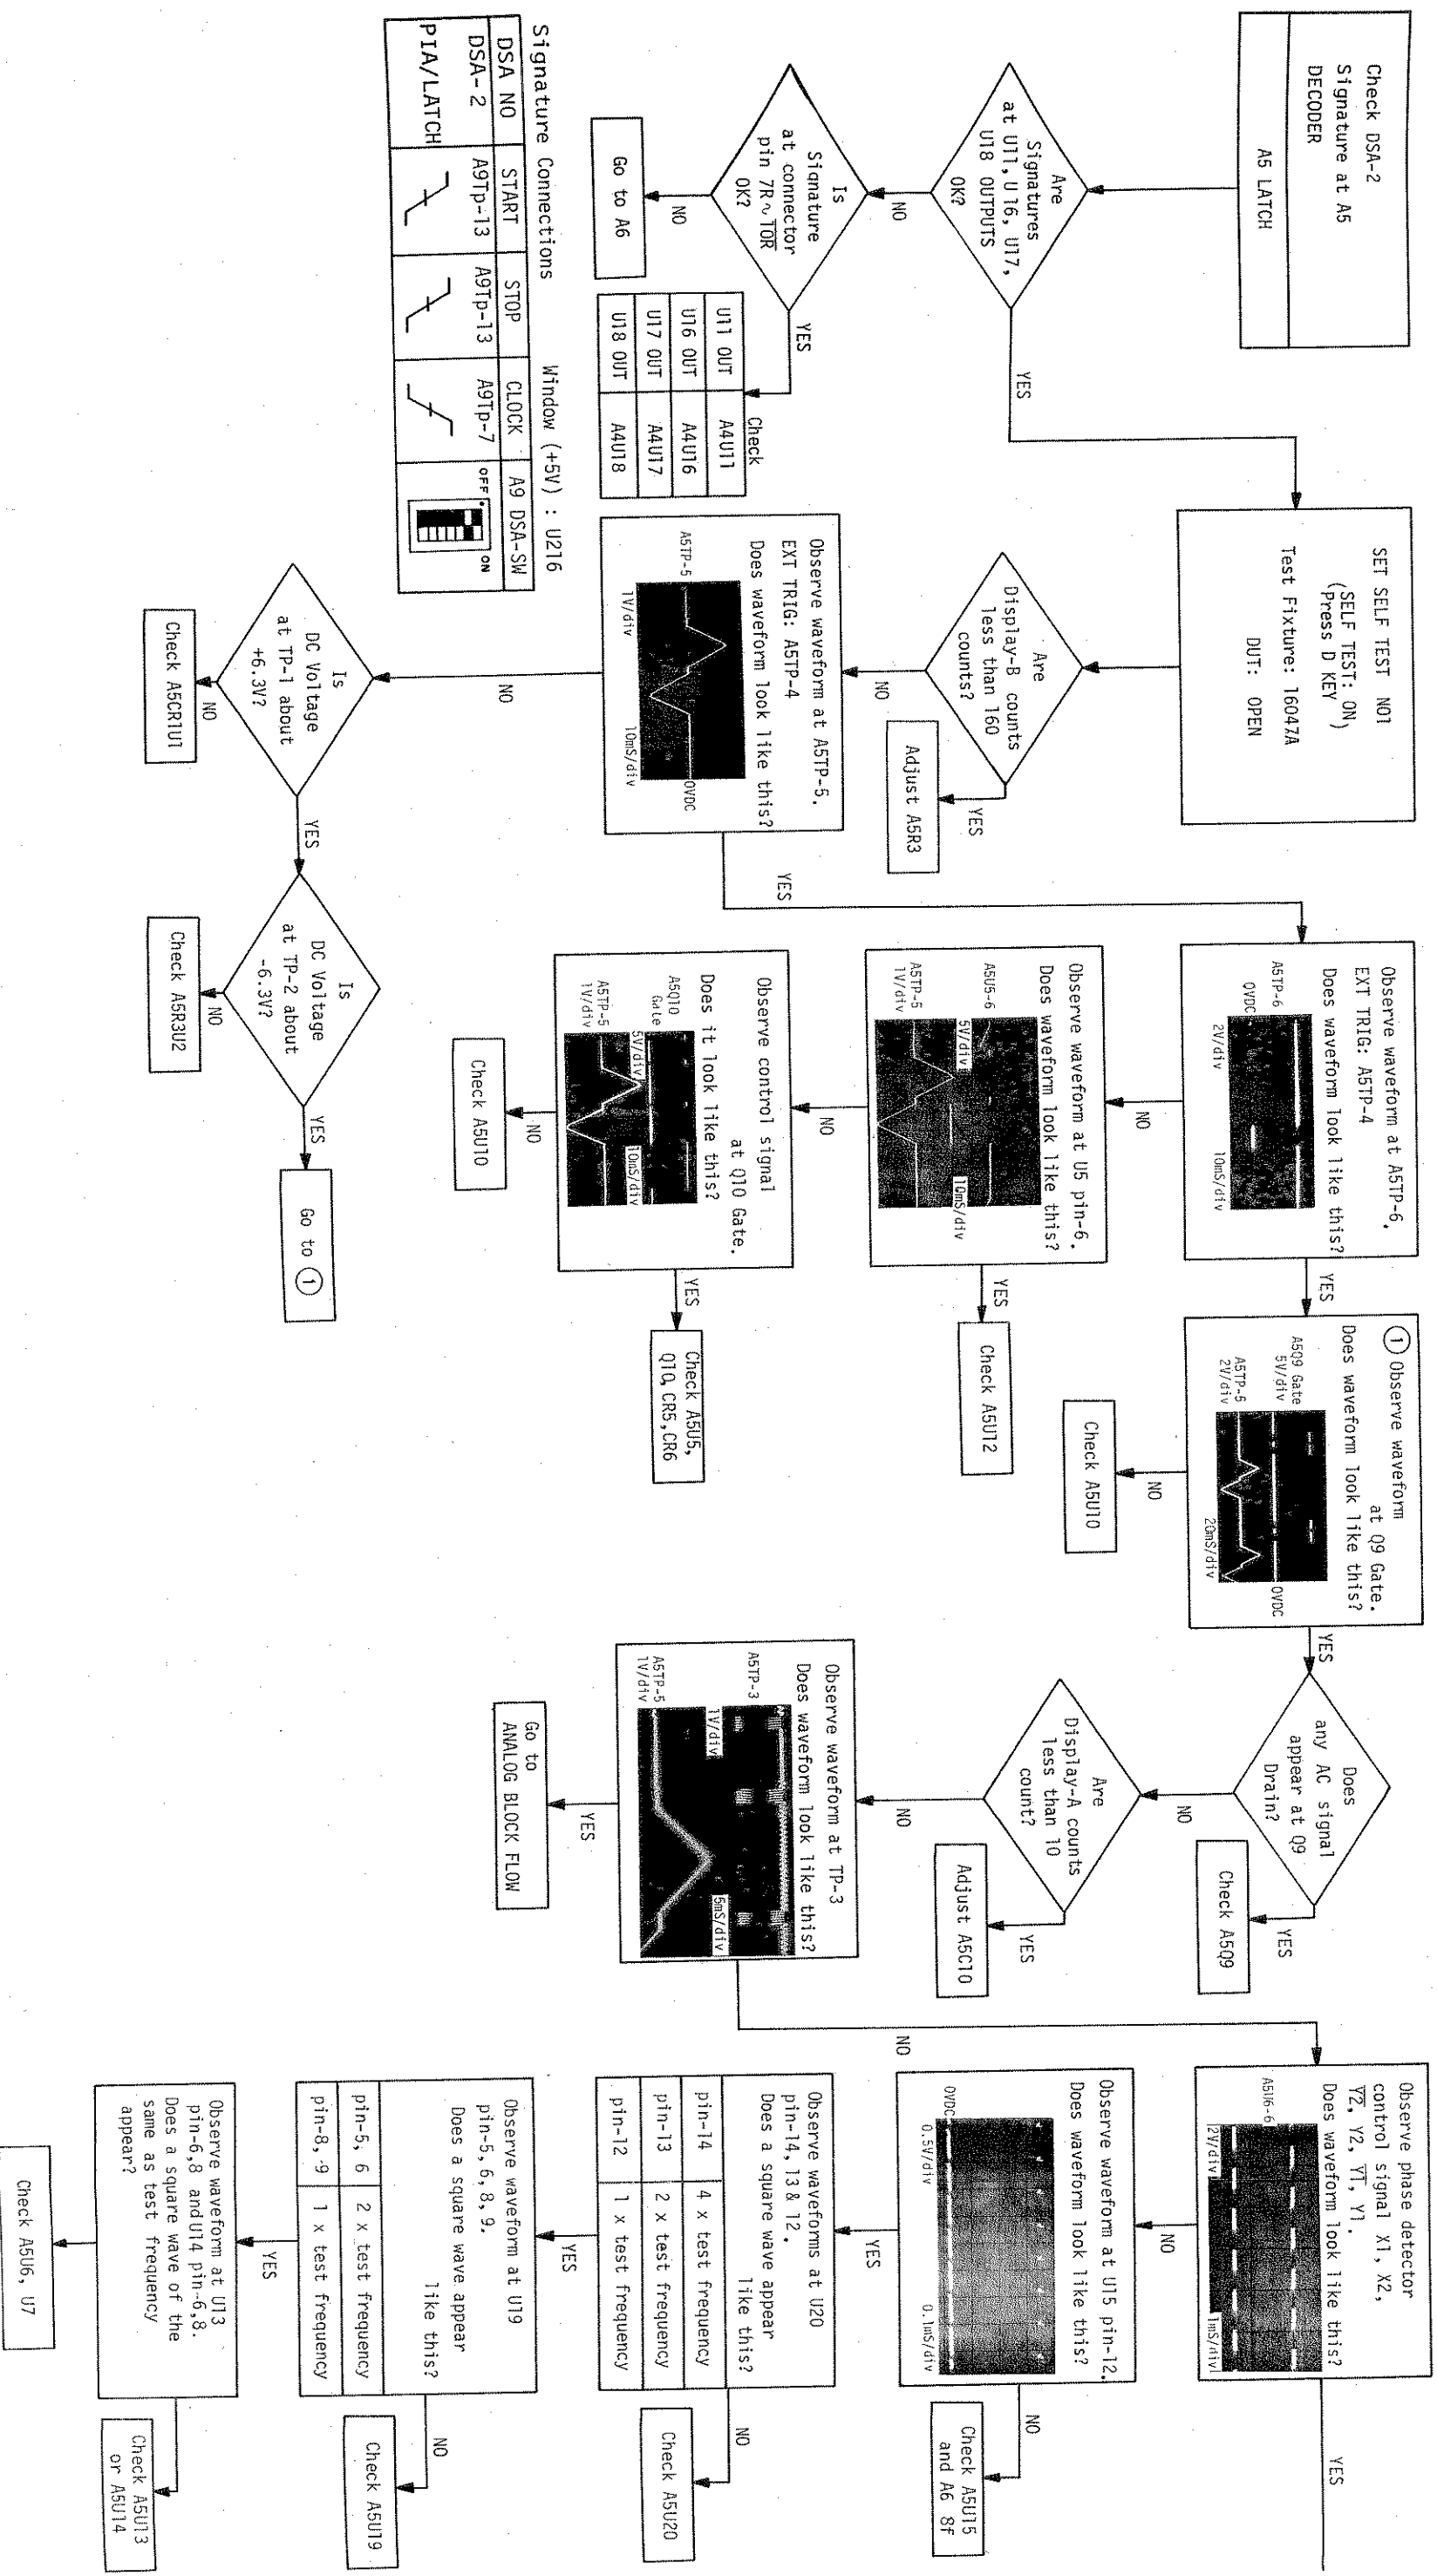 Check DSA-2
Signature at A5
DECODER
A5 LATCH
Are
Signatures
at U11, U16, U17,
U18 OUTPUTS
OK?
YES
NO
Is
Signature
at connector
pin 7R ~ TOR
OK?
YES
NO
Go to A6
Check
U11 OUT A4U11
U16 OUT A4U16
U17 OUT A4U17
U18 OUT A4U18
Signature Connections Window (+5V) : U216
DSA NO START STOP CLOCK A9 DSA-SW
DSA-2 A9Tp-13 A9Tp-13 A9Tp-7 OFF ON
PIA/LATCH
SET SELF TEST NO1
(SELF TEST: ON,
Press D KEY )
Test Fixture: 16047A
DUT: OPEN
Are
Display-B counts
less than 160
counts?
YES
Adjust A5R3
NO
Observe waveform at A5TP-5.
EXT TRIG: A5TP-4
Does waveform look like this?
A5TP-5
0VDC
1V/div 10mS/div
YES
NO
Is
DC Voltage
at TP-1 about
+6.3V?
YES
NO
Check A5CR1U1
Is
DC Voltage
at TP-2 about
-6.3V?
YES
NO
Check A5R3U2
Go to 1
Observe waveform at A5TP-6.
EXT TRIG: A5TP-4
Does waveform look like this?
A5TP-6
0VDC
2V/div 10mS/div
YES
NO
Observe waveform at U5 pin-6.
Does waveform look like this?
A5U5-6
5V/div 10mS/div
A5TP-5
1V/div
YES
Check A5U12
NO
Observe control signal
at Q10 Gate.
Does it look like this?
A5Q10
Gate
5V/div 10mS/div
A5TP-5
1V/div
YES
Check A5U5,
Q10, CR5, CR6
NO
Check A5U10
1 Observe waveform
at Q9 Gate.
Does waveform look like this?
A5Q9 Gate
5V/div
0VDC
A5TP-5
2V/div
20mS/div
YES
NO
Check A5U10
Does
any AC signal
appear at Q9
Drain?
YES
Check A5Q9
NO
Are
Display-A counts
less than 10
count?
YES
Adjust A5C10
NO
Observe waveform at TP-3
Does waveform look like this?
A5TP-3
1V/div 5mS/div
A5TP-5
1V/div
YES
Go to
ANALOG BLOCK FLOW
NO
Observe phase detector
control signal X1, X2,
Y̅2̅, Y2, Y̅1̅, Y1.
Does waveform look like this?
A5U6-6
2V/div 1mS/div
YES
NO
Observe waveform at U15 pin-12.
Does waveform look like this?
0VDC
0.5V/div 0.1mS/div
NO
Check A5U15
and A6 8f
YES
Observe waveforms at U20
pin-14, 13 & 12.
Does a square wave appear
like this?
pin-14 4 x test frequency
pin-13 2 x test frequency
pin-12 1 x test frequency
NO
Check A5U20
YES
Observe waveform at U19
pin-5, 6, 8, 9.
Does a square wave appear
like this?
pin-5, 6 2 x test frequency
pin-8, 9 1 x test frequency
NO
Check A5U19
YES
Observe waveform at U13
pin-6,8 and U14 pin-6,8.
Does a square wave of the
same as test frequency
appear?
Check A5U13
or A5U14
Check A5U6, U7